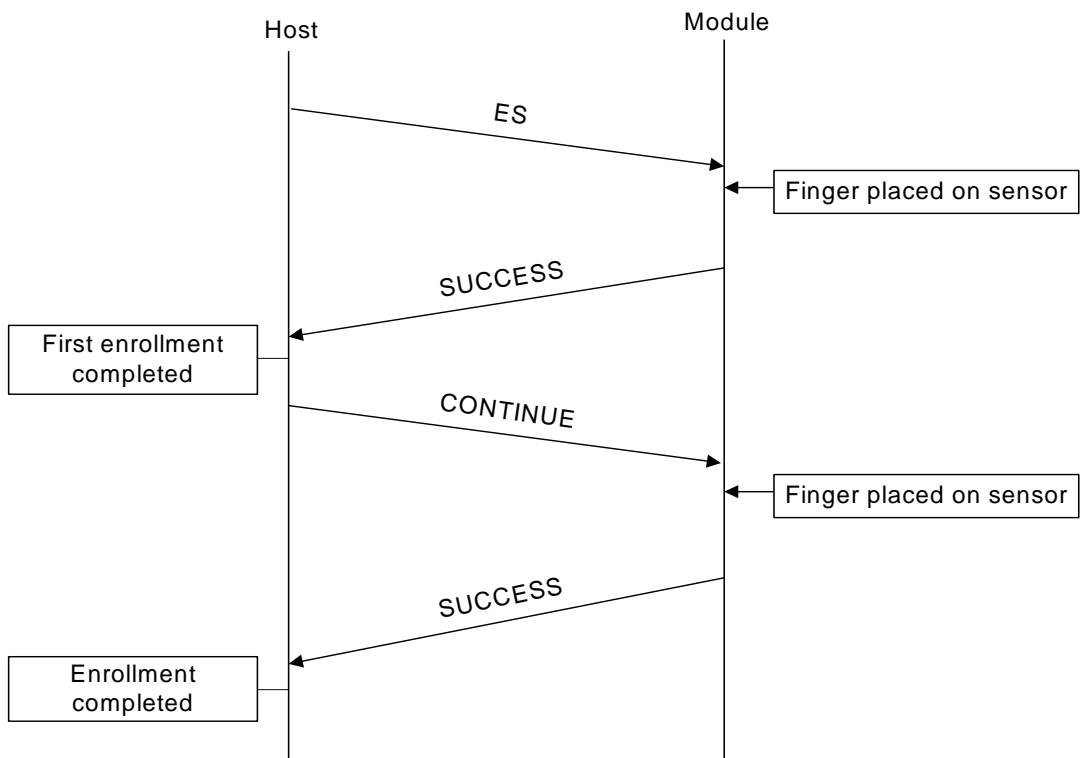 Host
Module
ES
Finger placed on sensor
SUCCESS
First enrollment
completed
CONTINUE
Finger placed on sensor
SUCCESS
Enrollment
completed